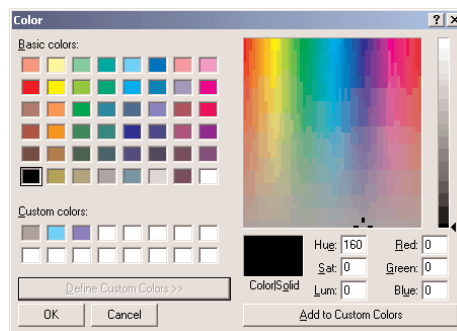 Color
Basic colors:
Custom colors:
Define Custom Colors >>
OK Cancel
Color|Solid
Hue: 160 Red: 0
Sat: 0 Green: 0
Lum: 0 Blue: 0
Add to Custom Colors